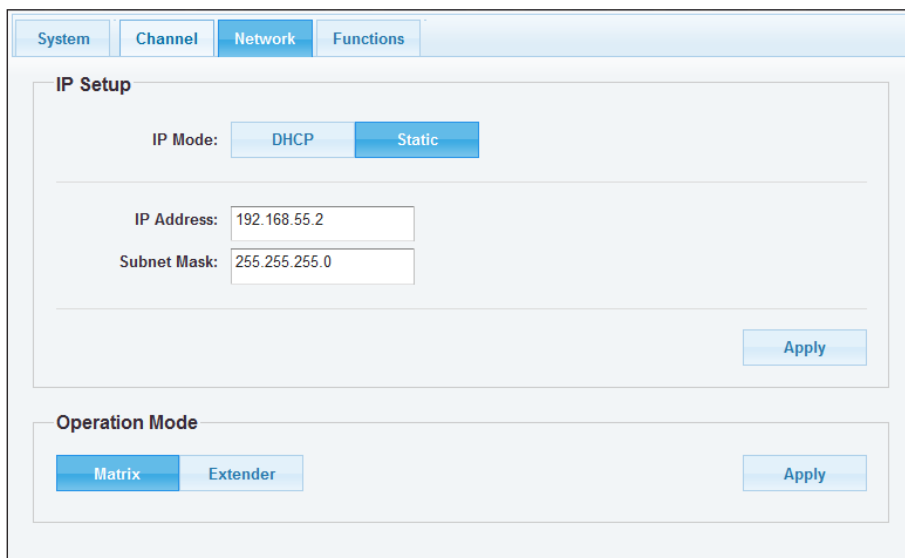 System Channel Network Functions
IP Setup
IP Mode: DHCP Static
IP Address: 192.168.55.2
Subnet Mask: 255.255.255.0
Apply
Operation Mode
Matrix Extender Apply